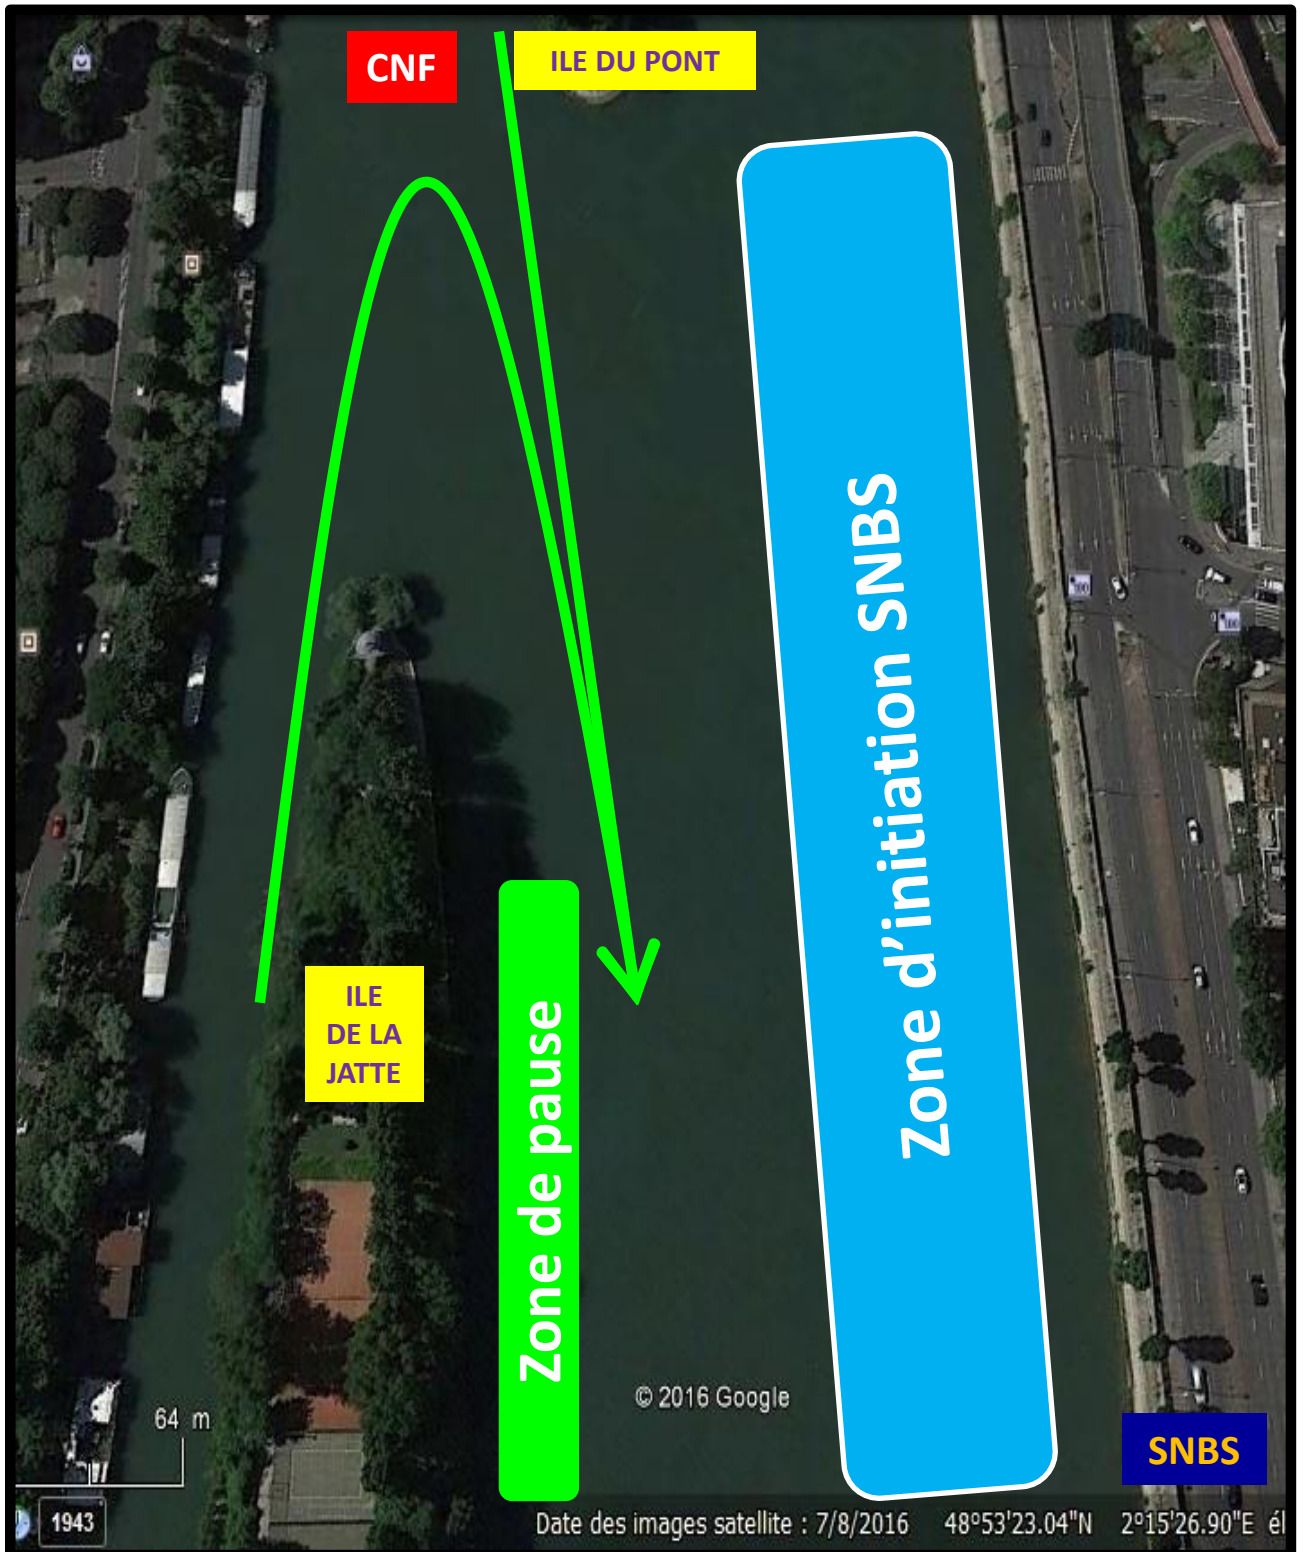 CNF
ILE DU PONT
Zone d'initiation SNBS
ILE
DE LA
JATTE
Zone de pause
© 2016 Google
64 m
SNBS
1943
Date des images satellite : 7/8/2016 48°53'23.04"N 2°15'26.90"E él